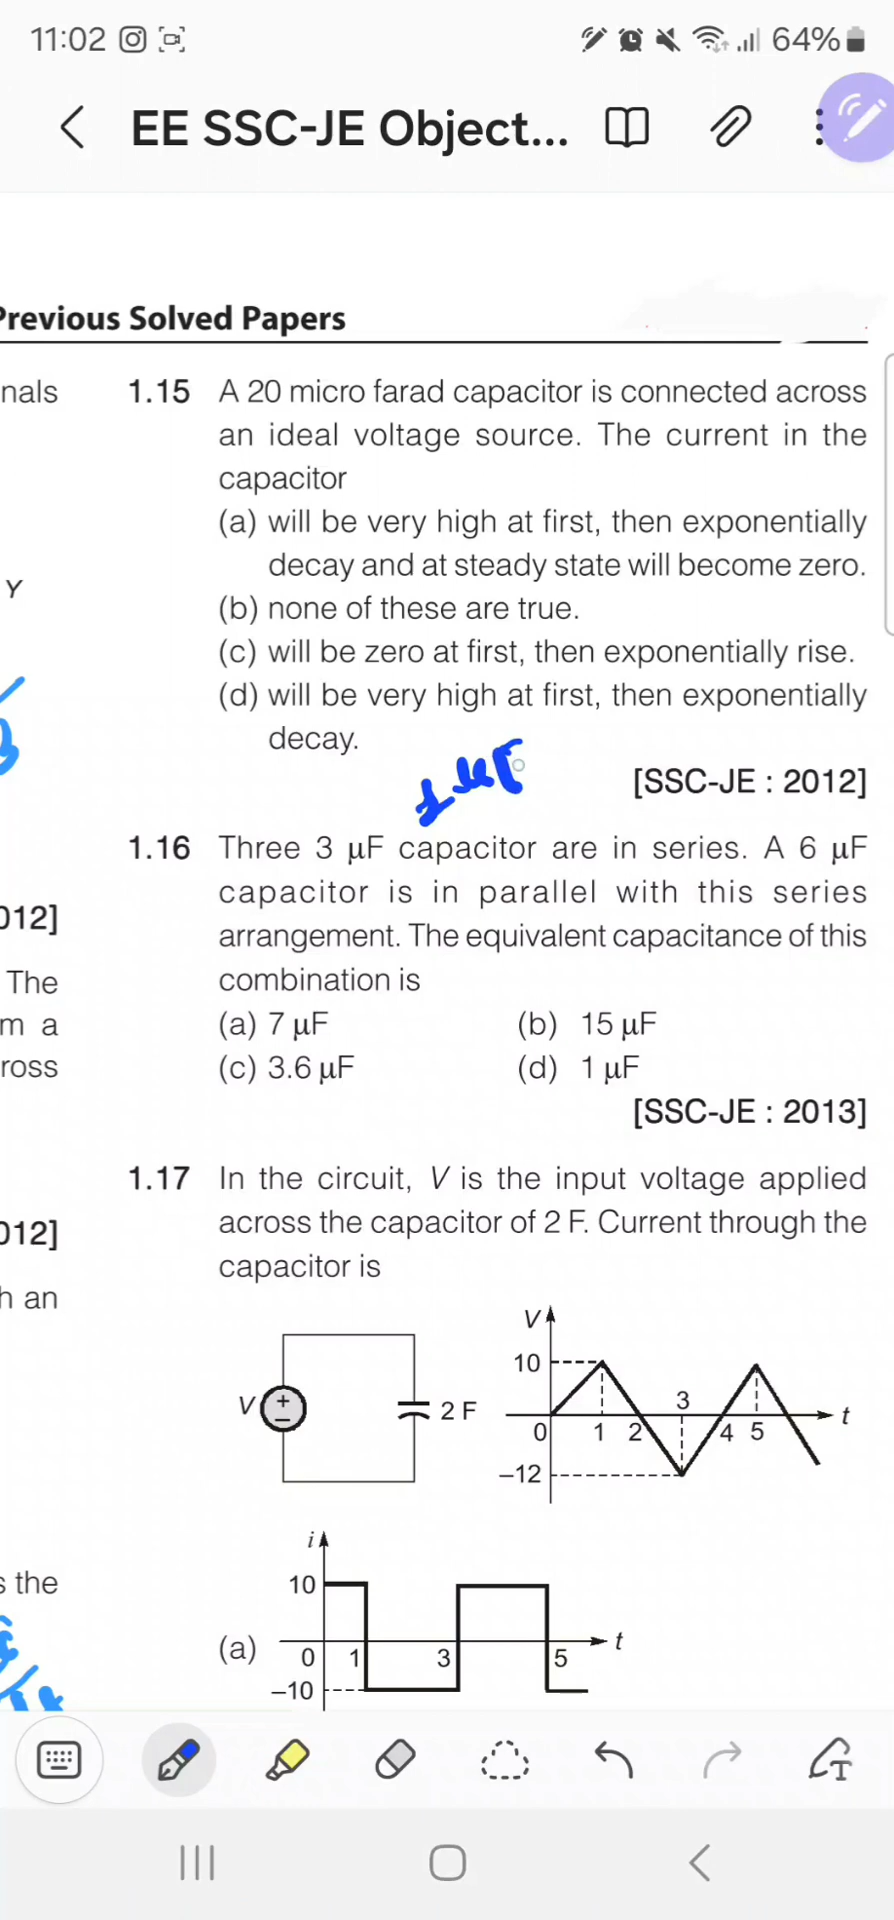 11:02 64%
EE SSC-JE Object...
Previous Solved Papers
nals
Y
012]
The
m a
ross
012]
h an
s the
1.15 A 20 micro farad capacitor is connected across
an ideal voltage source. The current in the
capacitor
(a) will be very high at first, then exponentially
decay and at steady state will become zero.
(b) none of these are true.
(c) will be zero at first, then exponentially rise.
(d) will be very high at first, then exponentially
decay.
[SSC-JE : 2012]
1.16 Three 3 μF capacitor are in series. A 6 μF
capacitor is in parallel with this series
arrangement. The equivalent capacitance of this
combination is
(a) 7 μF (b) 15 μF
(c) 3.6 μF (d) 1 μF
[SSC-JE : 2013]
1.17 In the circuit, V is the input voltage applied
across the capacitor of 2 F. Current through the
capacitor is
V + − 2 F
V
10
3
0 1 2 4 5 t
−12
i
10
(a) 0 1 3 5 t
−10
T